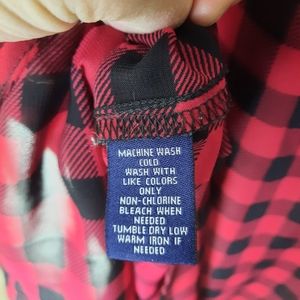 MACHINE WASH
COLD
WASH WITH
LIKE COLORS
ONLY
NON-CHLORINE
BLEACH WHEN
NEEDED
TUMBLE DRY LOW
WARM IRON IF
NEEDED